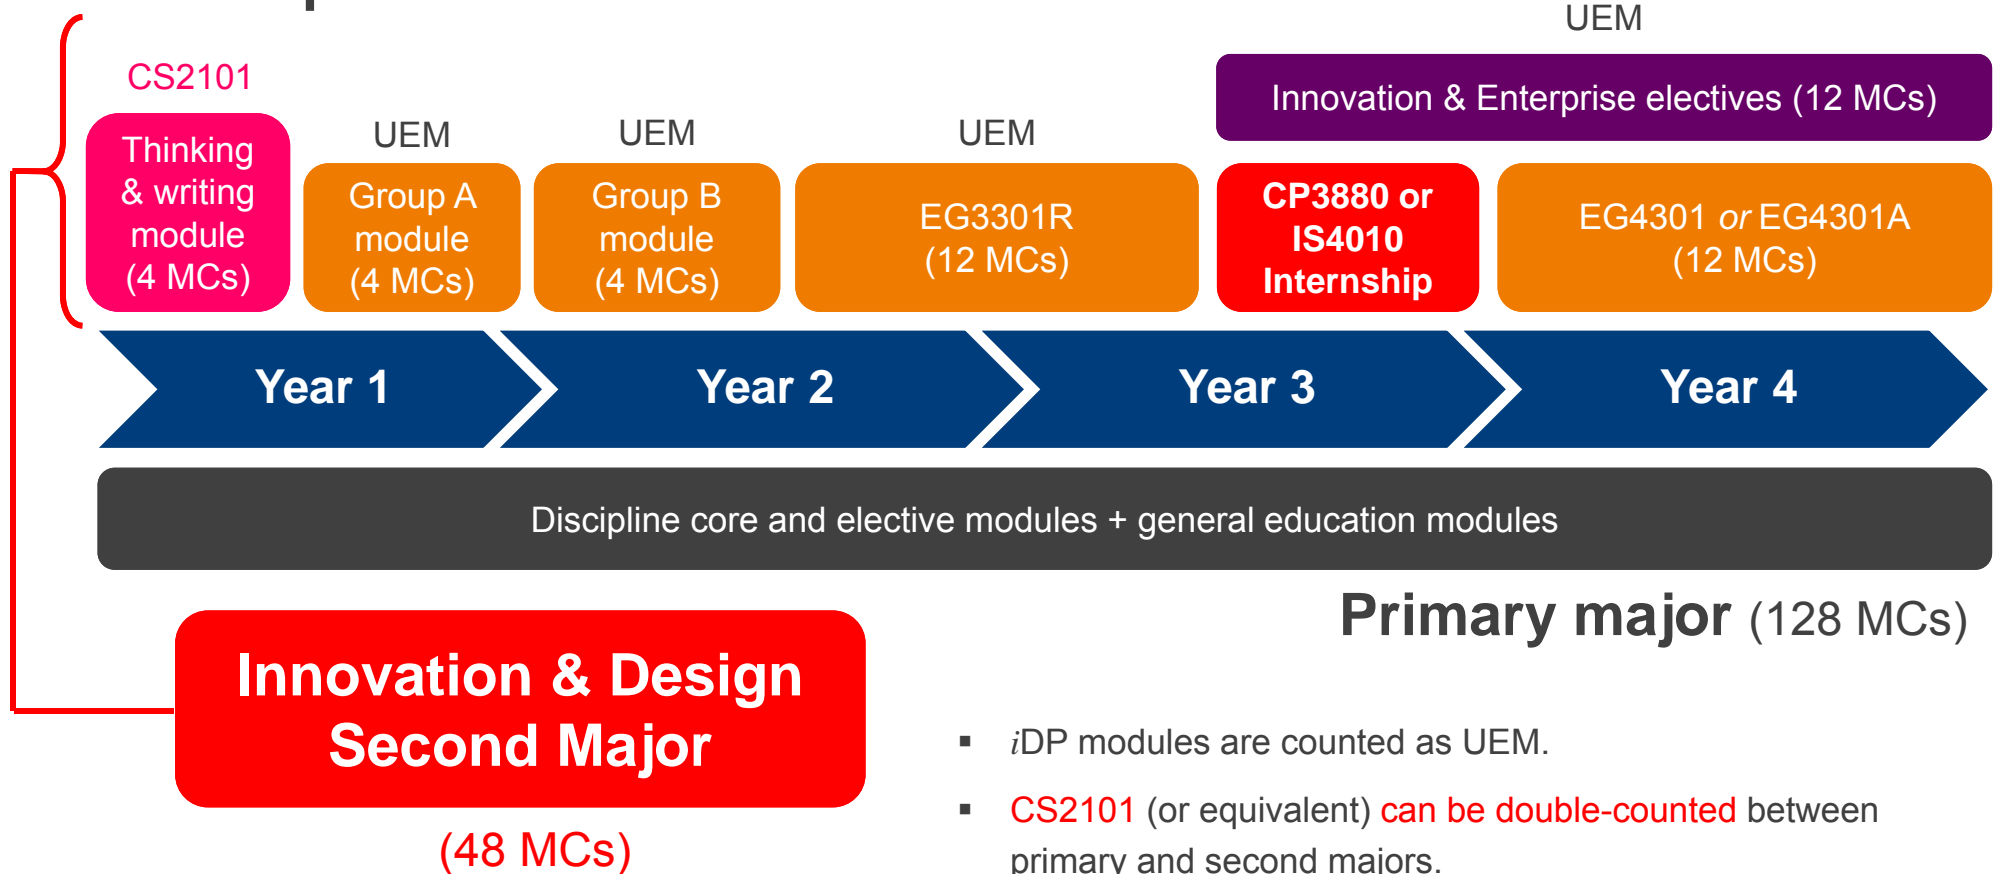 UEM
CS2101
Innovation & Enterprise electives (12 MCs)
UEM
UEM
UEM
Thinking
& writing
module
(4 MCs)
Group A
module
(4 MCs)
Group B
module
(4 MCs)
EG3301R
(12 MCs)
CP3880 or
IS4010
Internship
EG4301 or EG4301A
(12 MCs)
Year 1
Year 2
Year 3
Year 4
Discipline core and elective modules + general education modules
Primary major (128 MCs)
Innovation & Design
Second Major
(48 MCs)
▪ iDP modules are counted as UEM.
▪ CS2101 (or equivalent) can be double-counted between
primary and second majors.